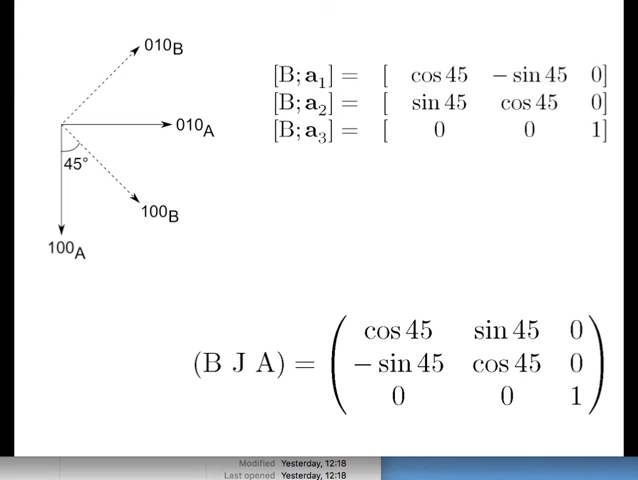 010B
010A
45°
100B
100A
[B; a1] = [ cos 45 − sin 45 0]
[B; a2] = [ sin 45 cos 45 0]
[B; a3] = [ 0 0 1]
(B J A) = ( cos 45 sin 45 0
− sin 45 cos 45 0
0 0 1 )
Modified Yesterday, 12:18
Last opened Yesterday, 12:18